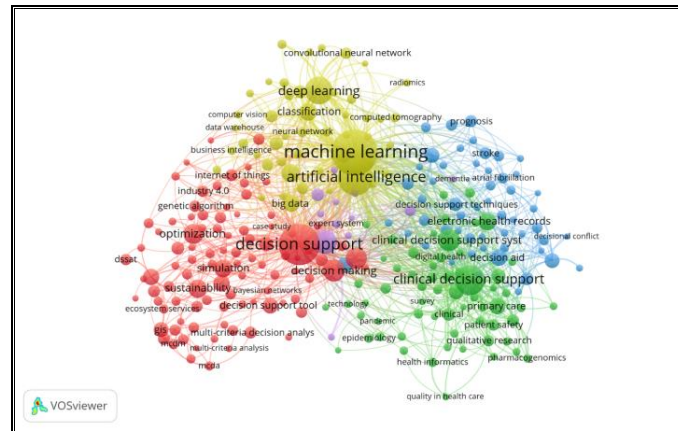 convolutional neural network
radiomics
deep learning
classification
computed tomography
computer vision
data warehouse
neural network
prognosis
business intelligence
machine learning
stroke
internet of things
artificial intelligence
dementia
atrial fibrillation
industry 4.0
big data
decision support techniques
genetic algorithm
case study
expert system
electronic health records
optimization
decision support
clinical decision support syst
decisional conflict
digital health
decision aid
dssat
simulation
decision making
sustainability
bayesian networks
clinical decision support
ecosystem services
decision support tool
technology
survey
primary care
clinical
gis
multi-criteria decision analys
pandemic
patient safety
mcdm
epidemiology
qualitative research
multi-criteria analysis
mcda
health informatics
pharmacogenomics
quality in health care
VOSviewer